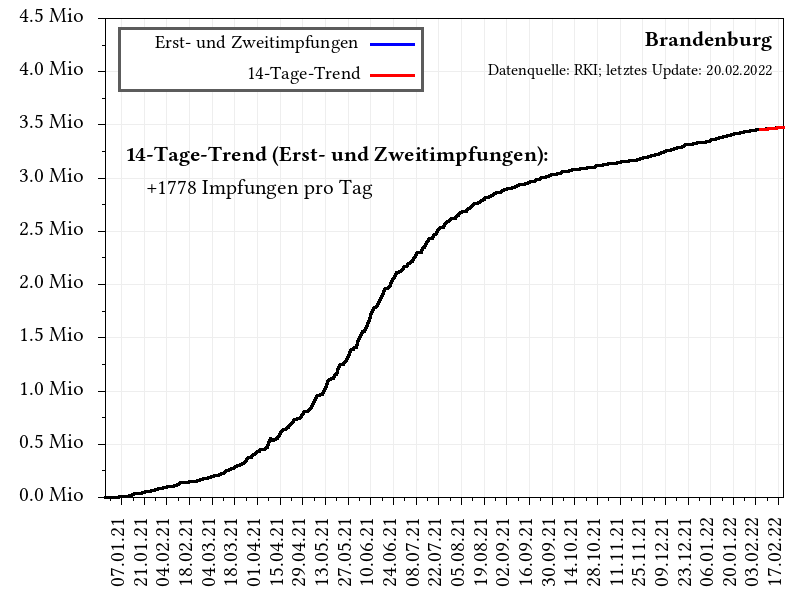 4.5 Mio
4.0 Mio
3.5 Mio
3.0 Mio
2.5 Mio
2.0 Mio
1.5 Mio
1.0 Mio
0.5 Mio
0.0 Mio
Erst- und Zweitimpfungen
14-Tage-Trend
Brandenburg
Datenquelle: RKI; letztes Update: 20.02.2022
14-Tage-Trend (Erst- und Zweitimpfungen):
+1778 Impfungen pro Tag
07.01.21
21.01.21
04.02.21
18.02.21
04.03.21
18.03.21
01.04.21
15.04.21
29.04.21
13.05.21
27.05.21
10.06.21
24.06.21
08.07.21
22.07.21
05.08.21
19.08.21
02.09.21
16.09.21
30.09.21
14.10.21
28.10.21
11.11.21
25.11.21
09.12.21
23.12.21
06.01.22
20.01.22
03.02.22
17.02.22